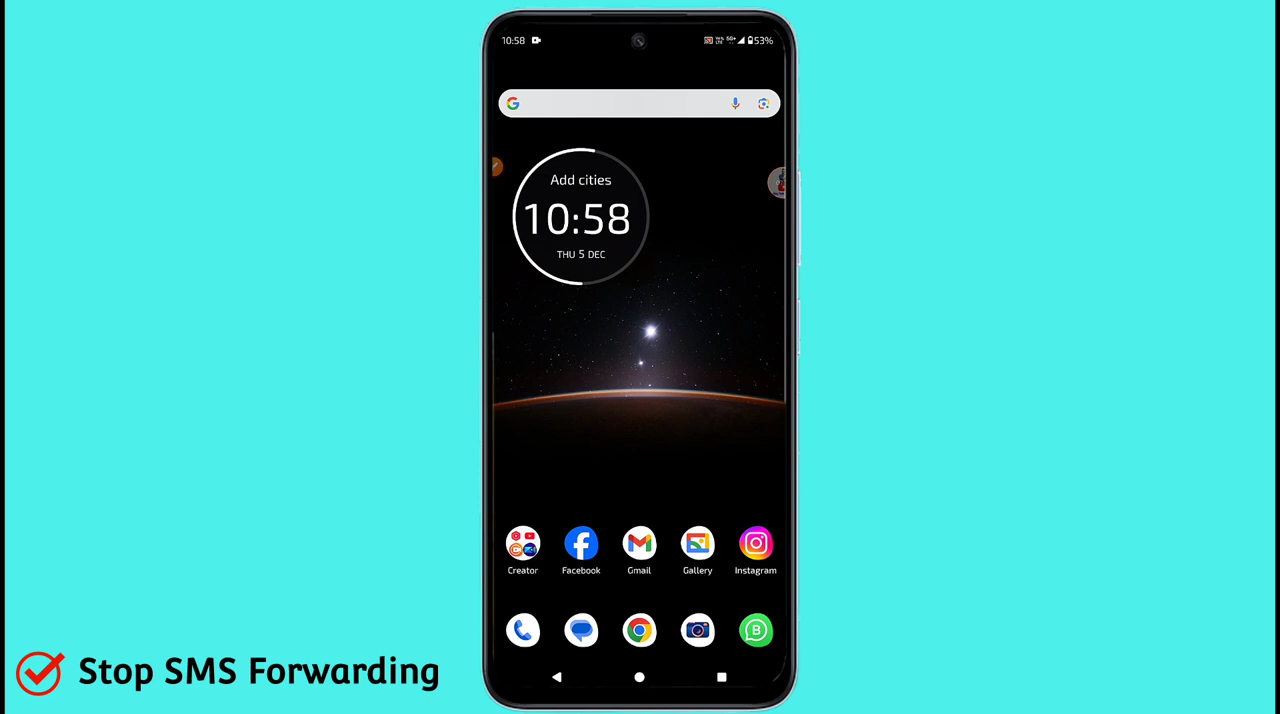 10:58
53%
Add cities
10:58
THU 5 DEC
Creator Facebook Gmail Gallery Instagram
Stop SMS Forwarding